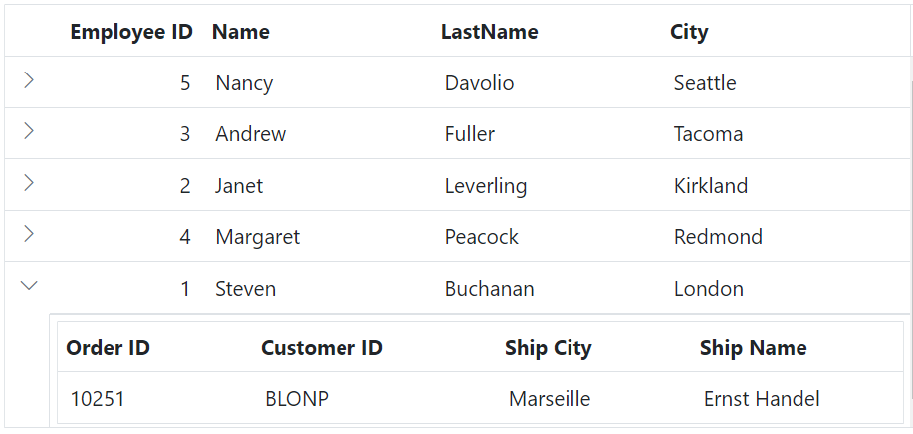 Employee ID Name LastName City
5 Nancy Davolio Seattle
3 Andrew Fuller Tacoma
2 Janet Leverling Kirkland
4 Margaret Peacock Redmond
1 Steven Buchanan London
Order ID Customer ID Ship City Ship Name
10251 BLONP Marseille Ernst Handel